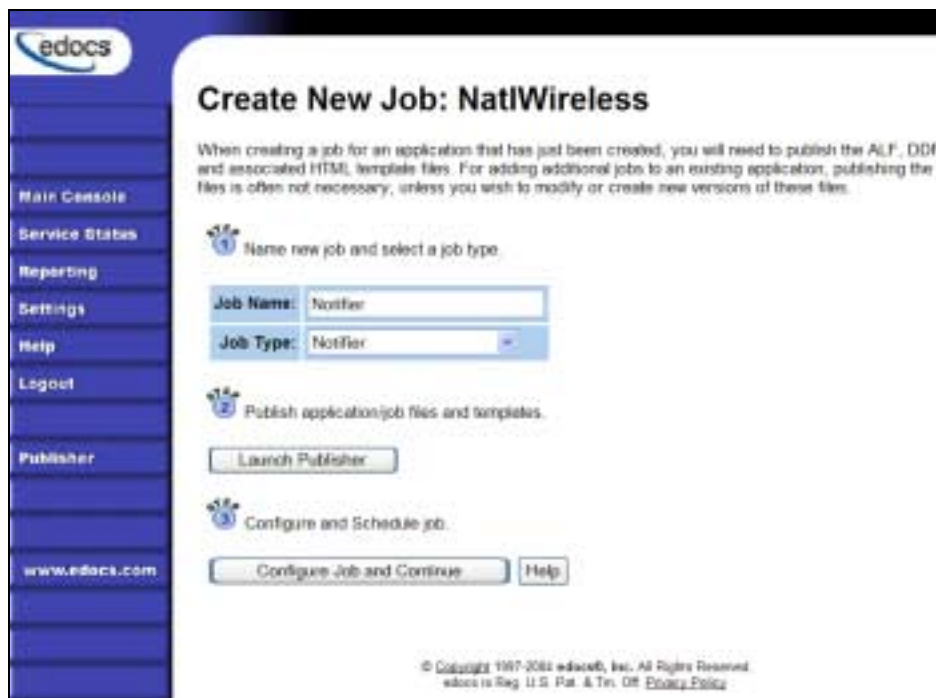 edocs
Create New Job: NatlWireless
When creating a job for an application that has just been created, you will need to publish the ALF, DDF
and associated HTML template files. For adding additional jobs to an existing application, publishing the
files is often not necessary, unless you wish to modify or create new versions of these files.
Main Console
Service Status
Reporting
Settings
Help
Logout
Publisher
www.edocs.com
1 Name new job and select a job type.
Job Name: Notifier
Job Type: Notifier
2 Publish application/job files and templates.
Launch Publisher
3 Configure and Schedule job.
Configure Job and Continue Help
© Copyright 1997-2004 edocs®, Inc. All Rights Reserved.
edocs is Reg. U.S. Pat. & Tm. Off. Privacy Policy